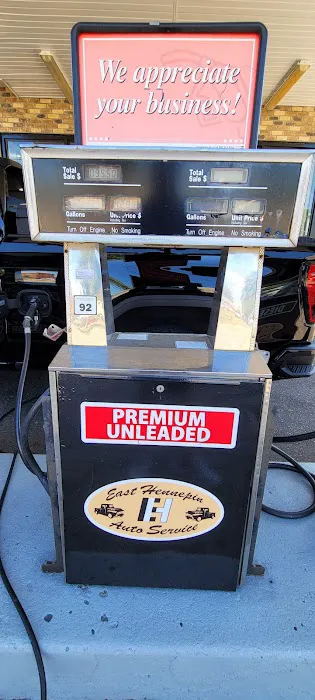 We appreciate
your business!
Total
Sale $
Total
Sale $
Gallons
Unit Price $
Gallons
Unit Price $
Turn Off Engine No Smoking
Turn Off Engine No Smoking
92
PREMIUM
UNLEADED
East Hennepin
EH
Auto Service